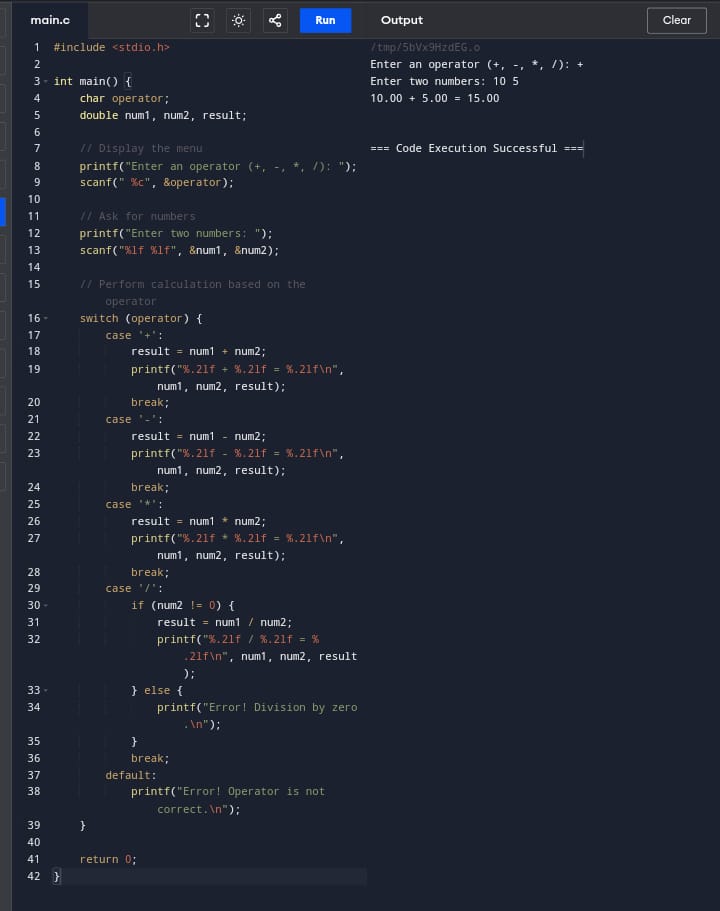 main.c
Run
Output
Clear
1 #include <stdio.h>
2
3 int main() {
4     char operator;
5     double num1, num2, result;
6
7     // Display the menu
8     printf("Enter an operator (+, -, *, /): ");
9     scanf(" %c", &operator);
10
11     // Ask for numbers
12     printf("Enter two numbers: ");
13     scanf("%lf %lf", &num1, &num2);
14
15     // Perform calculation based on the
operator
16     switch (operator) {
17         case '+':
18             result = num1 + num2;
19             printf("%.2lf + %.2lf = %.2lf\n",
num1, num2, result);
20             break;
21         case '-':
22             result = num1 - num2;
23             printf("%.2lf - %.2lf = %.2lf\n",
num1, num2, result);
24             break;
25         case '*':
26             result = num1 * num2;
27             printf("%.2lf * %.2lf = %.2lf\n",
num1, num2, result);
28             break;
29         case '/':
30             if (num2 != 0) {
31                 result = num1 / num2;
32                 printf("%.2lf / %.2lf = %
.2lf\n", num1, num2, result
);
33             } else {
34                 printf("Error! Division by zero
.\n");
35             }
36             break;
37         default:
38             printf("Error! Operator is not
correct.\n");
39     }
40
41     return 0;
42 }
/tmp/5bVx9HzdEG.o
Enter an operator (+, -, *, /): +
Enter two numbers: 10 5
10.00 + 5.00 = 15.00
=== Code Execution Successful ===